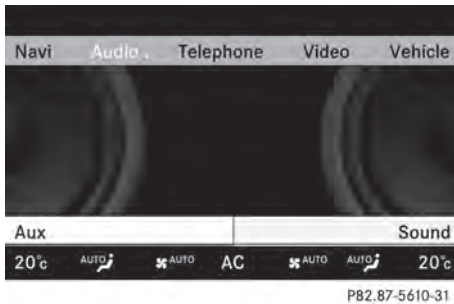 Navi Audio Telephone Video Vehicle
Aux Sound
20°c AUTO AUTO AC AUTO AUTO 20°c
P82.87-5610-31